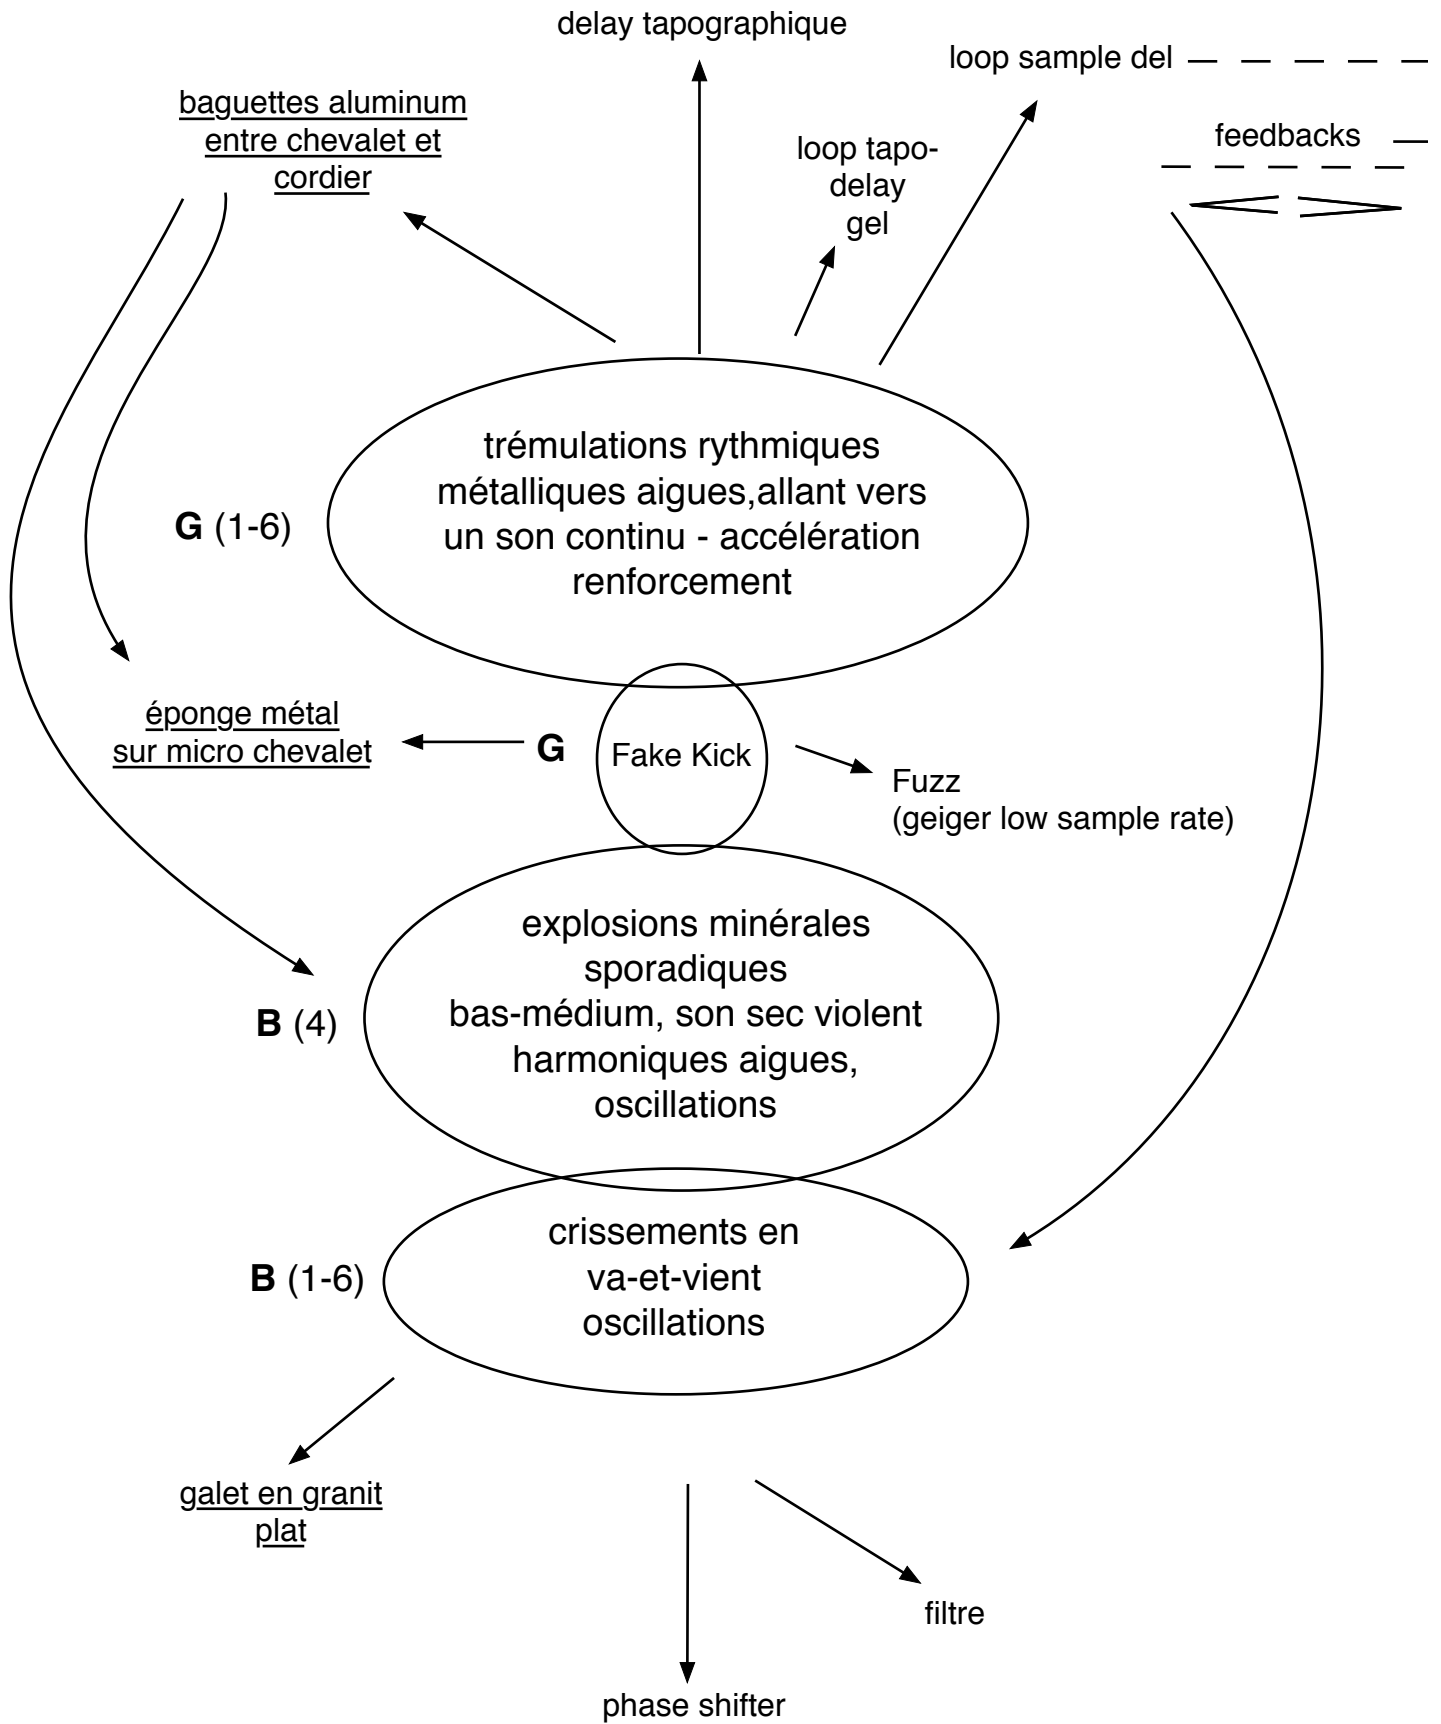 delay tapographique
loop sample del
baguettes aluminum
entre chevalet et
cordier
feedbacks
loop tapo-
delay
gel
trémulations rythmiques
métalliques aigues,allant vers
un son continu - accélération
renforcement
G (1-6)
éponge métal
sur micro chevalet
G
Fake Kick
Fuzz
(geiger low sample rate)
explosions minérales
sporadiques
bas-médium, son sec violent
harmoniques aigues,
oscillations
B (4)
crissements en
va-et-vient
oscillations
B (1-6)
galet en granit
plat
filtre
phase shifter